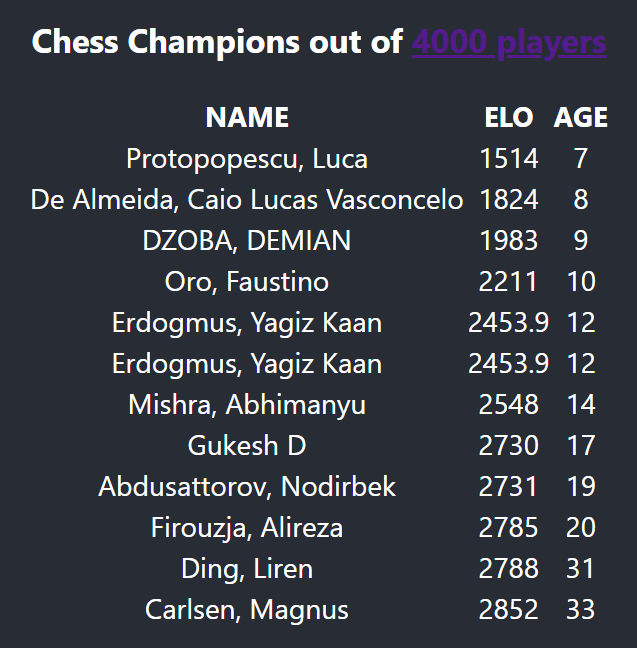 Chess Champions out of 4000 players
NAME ELO AGE
Protopopescu, Luca 1514 7
De Almeida, Caio Lucas Vasconcelo 1824 8
DZOBA, DEMIAN 1983 9
Oro, Faustino 2211 10
Erdogmus, Yagiz Kaan 2453.9 12
Erdogmus, Yagiz Kaan 2453.9 12
Mishra, Abhimanyu 2548 14
Gukesh D 2730 17
Abdusattorov, Nodirbek 2731 19
Firouzja, Alireza 2785 20
Ding, Liren 2788 31
Carlsen, Magnus 2852 33